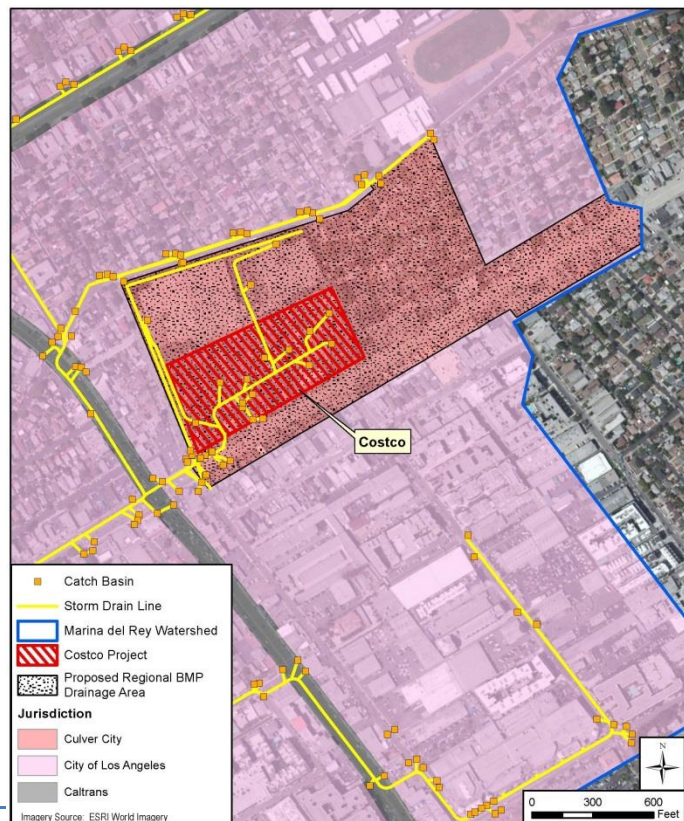 Costco
Catch Basin
Storm Drain Line
Marina del Rey Watershed
Costco Project
Proposed Regional BMP
Drainage Area
Jurisdiction
Culver City
City of Los Angeles
Caltrans
Imagery Source: ESRI World Imagery
N
0 300 600
Feet